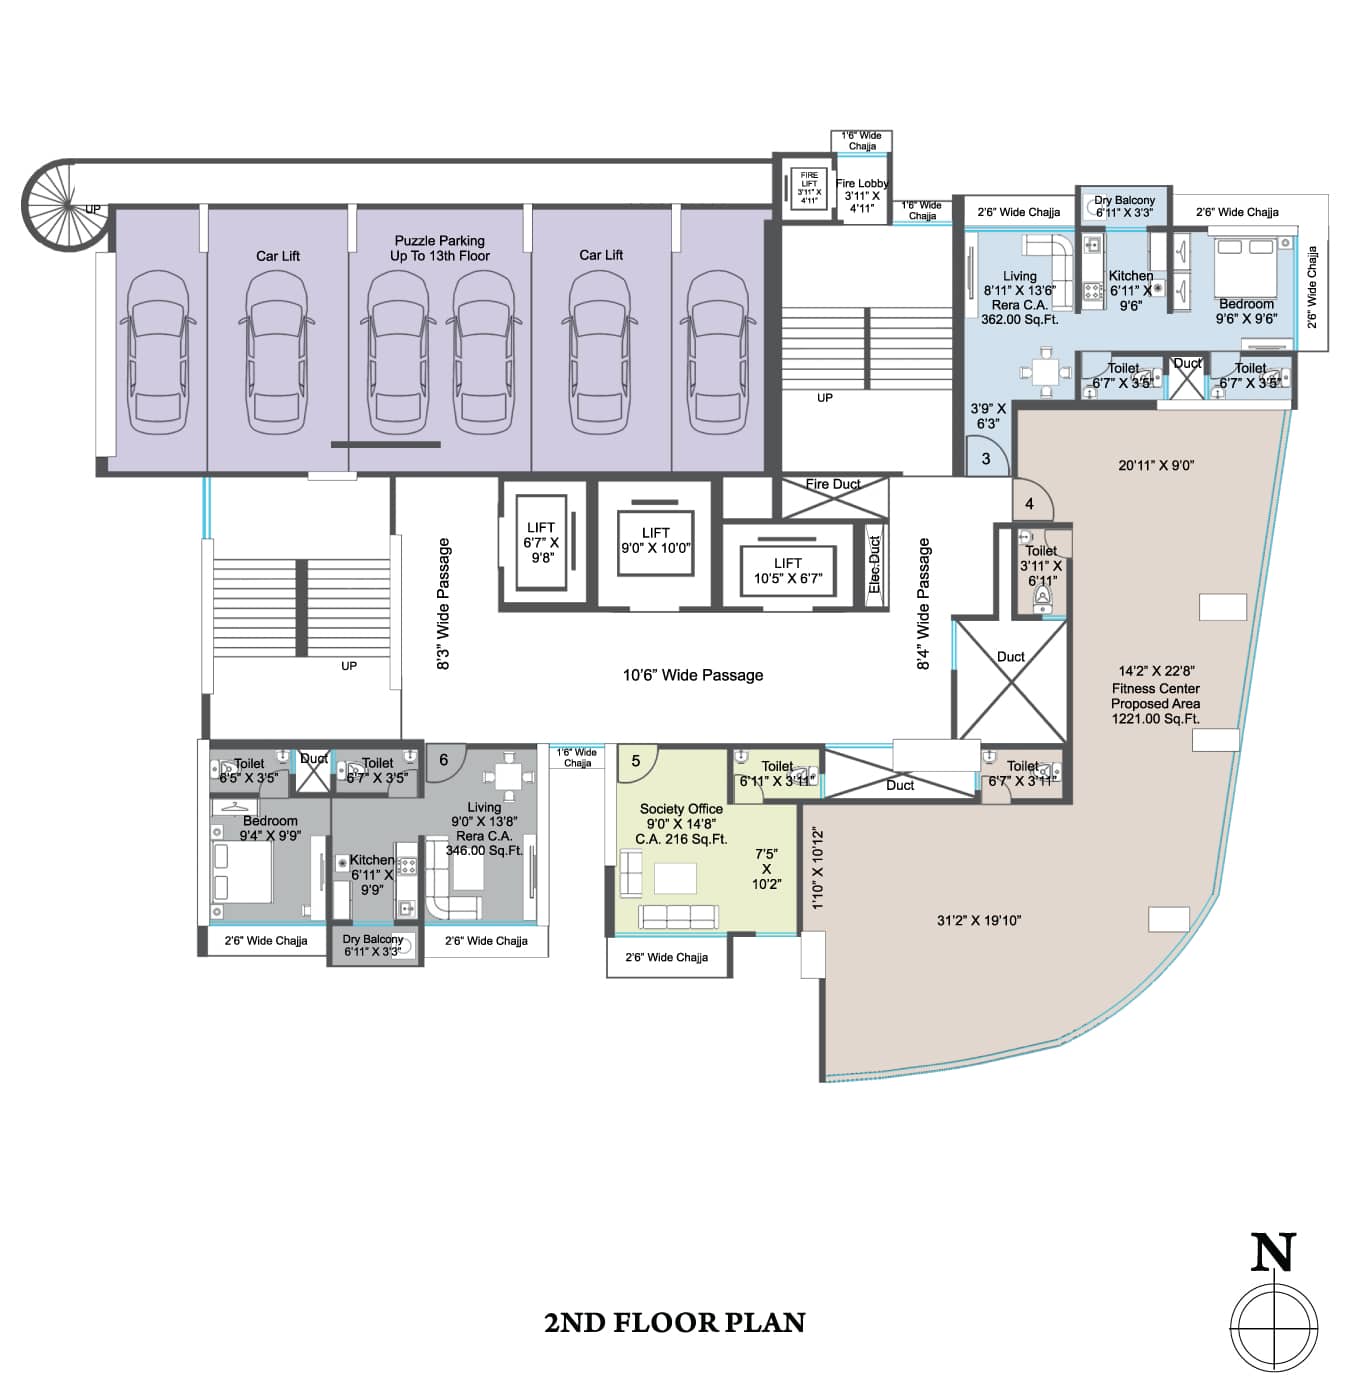 1'6" Wide
Chajja
FIRE
LIFT
3'11" X
4'11"
Fire Lobby
3'11" X
4'11"
1'6" Wide
Chajja
2'6" Wide Chajja
Dry Balcony
6'11" X 3'3"
2'6" Wide Chajja
2'6" Wide Chajja
UP
Car Lift
Puzzle Parking
Up To 13th Floor
Car Lift
Living
8'11" X 13'6"
Rera C.A.
362.00 Sq.Ft.
Kitchen
6'11" X
9'6"
Bedroom
9'6" X 9'6"
Toilet
6'7" X 3'5"
Duct
Toilet
6'7" X 3'5"
UP
3'9" X
6'3"
3
20'11" X 9'0"
4
Fire Duct
LIFT
6'7" X
9'8"
LIFT
9'0" X 10'0"
LIFT
10'5" X 6'7"
Elec.Duct
8'3" Wide Passage
8'4" Wide Passage
Toilet
3'11" X
6'11"
UP
10'6" Wide Passage
Duct
14'2" X 22'8"
Fitness Center
Proposed Area
1221.00 Sq.Ft.
Toilet
6'5" X 3'5"
Duct
Toilet
6'7" X 3'5"
6
1'6" Wide
Chajja
5
Toilet
6'11" X 3'11"
Duct
Toilet
6'7" X 3'11"
Bedroom
9'4" X 9'9"
Living
9'0" X 13'8"
Rera C.A.
346.00 Sq.Ft.
Kitchen
6'11" X
9'9"
Society Office
9'0" X 14'8"
C.A. 216 Sq.Ft.
7'5"
X
10'2"
1'10" X 10'12"
31'2" X 19'10"
2'6" Wide Chajja
Dry Balcony
6'11" X 3'3"
2'6" Wide Chajja
2'6" Wide Chajja
N
2ND FLOOR PLAN